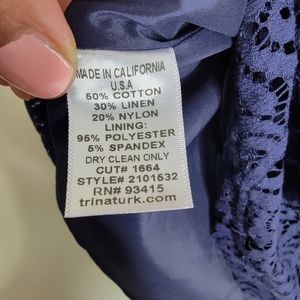 MADE IN CALIFORNIA
U.S.A
50% COTTON
30% LINEN
20% NYLON
LINING:
95% POLYESTER
5% SPANDEX
DRY CLEAN ONLY
CUT# 1664
STYLE# 2101532
RN# 93415
trinaturk.com